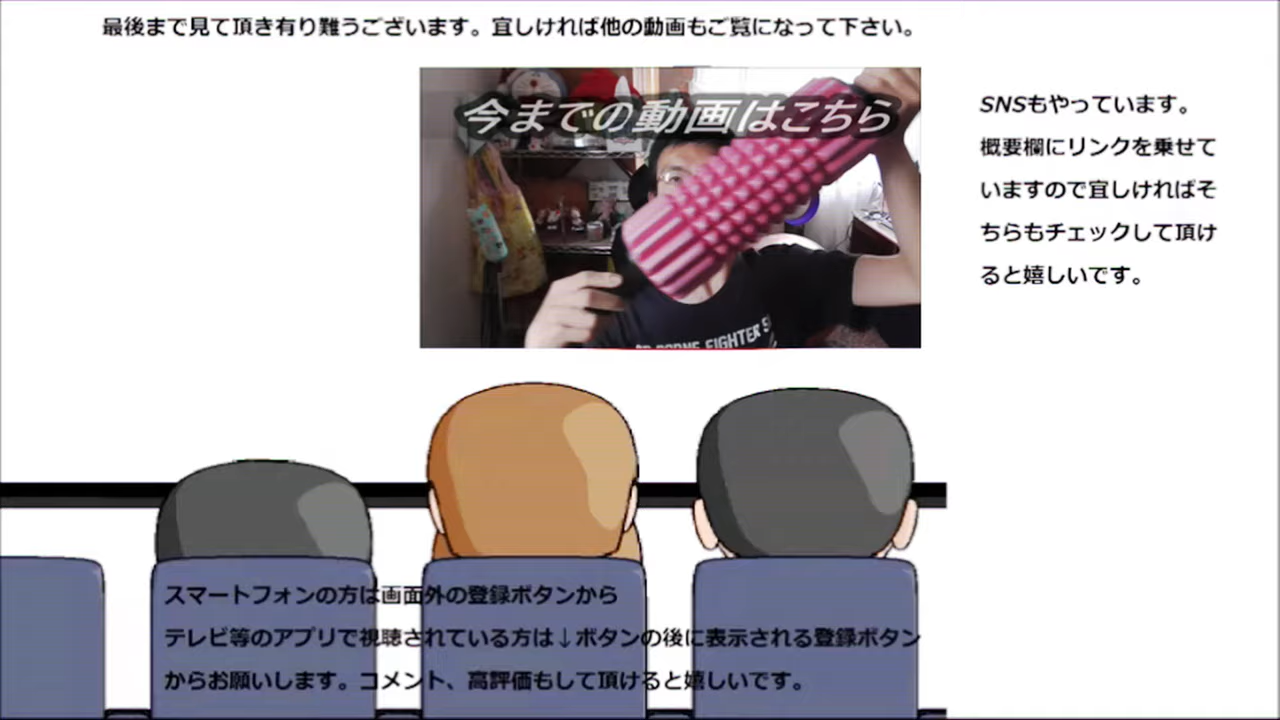 最後まで見て頂き有り難うございます。宜しければ他の動画もご覧になって下さい。
今までの動画はこちら
SNSもやっています。
概要欄にリンクを乗せて
いますので宜しければそ
ちらもチェックして頂け
ると嬉しいです。
FIGHTER
スマートフォンの方は画面外の登録ボタンから
テレビ等のアプリで視聴されている方は↓ボタンの後に表示される登録ボタン
からお願いします。コメント、高評価もして頂けると嬉しいです。